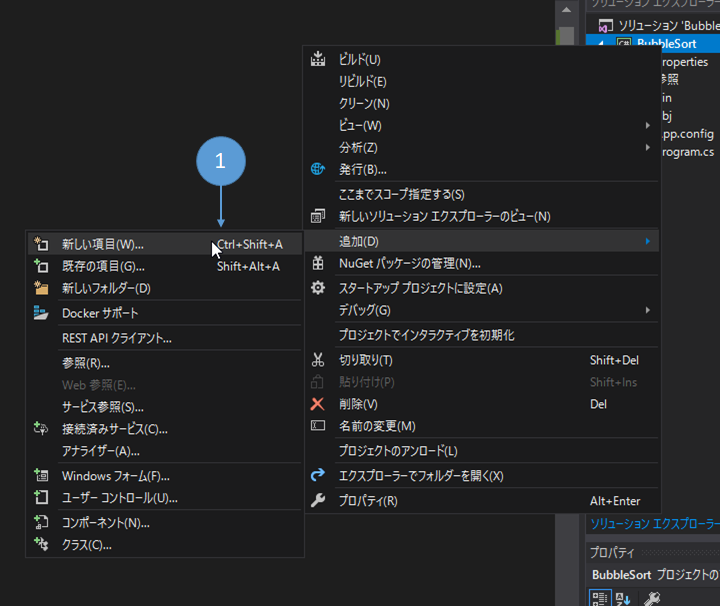 ソリューション エクスプローラー
ソリューション 'Bubble
BubbleSort
roperties
参照
in
bj
pp.config
rogram.cs
ビルド(U)
リビルド(E)
クリーン(N)
ビュー(W)
分析(Z)
発行(B)...
ここまでスコープ指定する(S)
新しいソリューション エクスプローラーのビュー(N)
追加(D)
NuGet パッケージの管理(N)...
スタートアップ プロジェクトに設定(A)
デバッグ(G)
プロジェクトでインタラクティブを初期化
切り取り(T) Shift+Del
貼り付け(P) Shift+Ins
削除(V) Del
名前の変更(M)
プロジェクトのアンロード(L)
エクスプローラーでフォルダーを開く(X)
プロパティ(R) Alt+Enter
1
新しい項目(W)... Ctrl+Shift+A
既存の項目(G)... Shift+Alt+A
新しいフォルダー(D)
Docker サポート
REST API クライアント...
参照(R)...
Web 参照(E)...
サービス参照(S)...
接続済みサービス(C)...
アナライザー(A)...
Windows フォーム(F)...
ユーザー コントロール(U)...
コンポーネント(N)...
クラス(C)...
ソリューション エクスプローラー
プロパティ
BubbleSort プロジェクトの